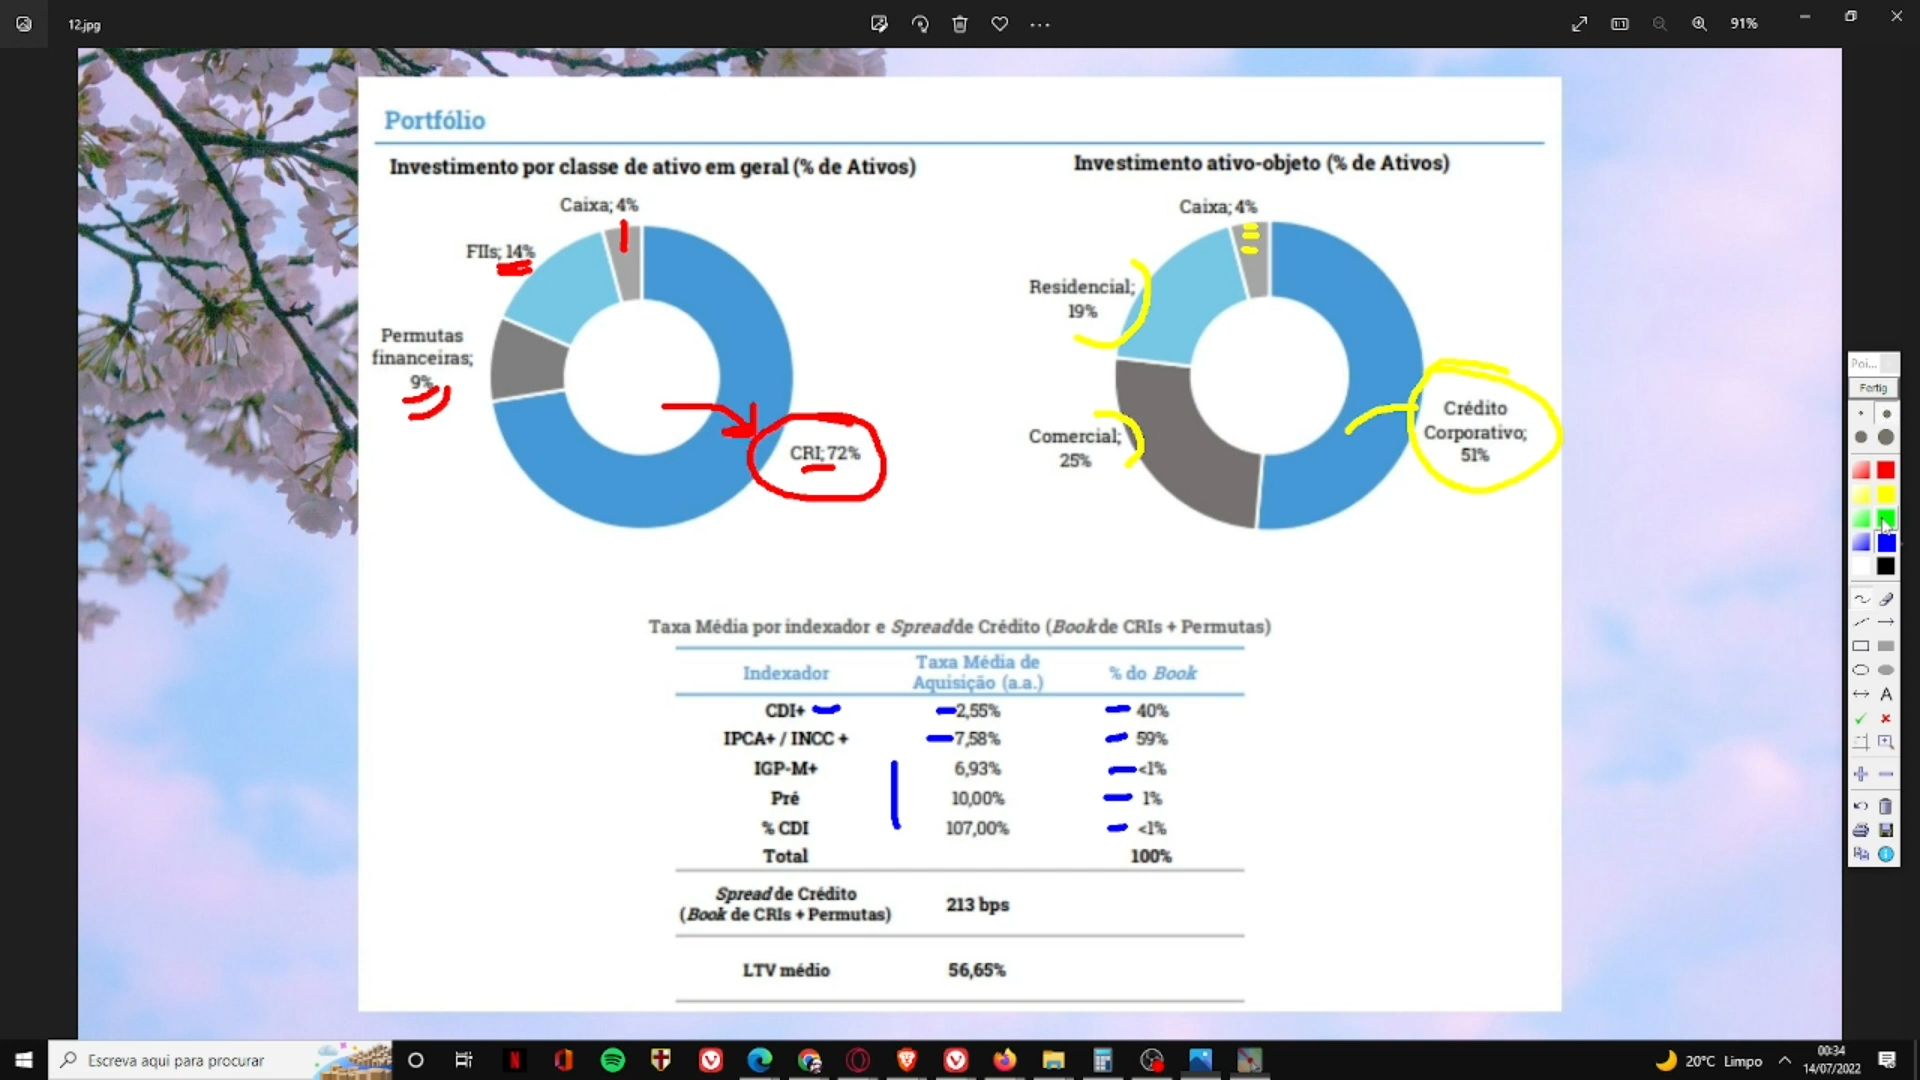 12.jpg
91%
Portfólio
Investimento por classe de ativo em geral (% de Ativos)
Caixa; 4%
FIIs; 14%
Permutas
financeiras;
9%
CRI; 72%
Investimento ativo-objeto (% de Ativos)
Caixa; 4%
Residencial;
19%
Comercial;
25%
Crédito
Corporativo;
51%
Poi...
Fertig
A
Taxa Média por indexador e Spread de Crédito (Book de CRIs + Permutas)
Indexador Taxa Média de Aquisição (a.a.) % do Book
CDI+ 2,55% 40%
IPCA+ / INCC + 7,58% 59%
IGP-M+ 6,93% <1%
Pré 10,00% 1%
% CDI 107,00% <1%
Total 100%
Spread de Crédito
(Book de CRIs + Permutas) 213 bps
LTV médio 56,65%
Escreva aqui para procurar
20°C Limpo
00:34
14/07/2022